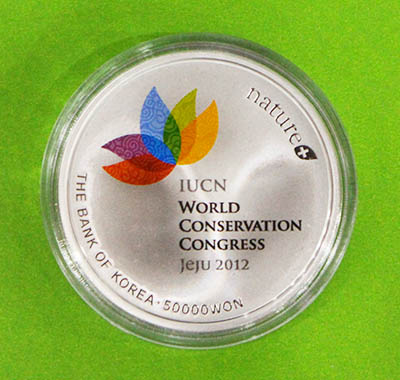 nature+
IUCN
WORLD
CONSERVATION
CONGRESS
JEJU 2012
THE BANK OF KOREA · 50000WON